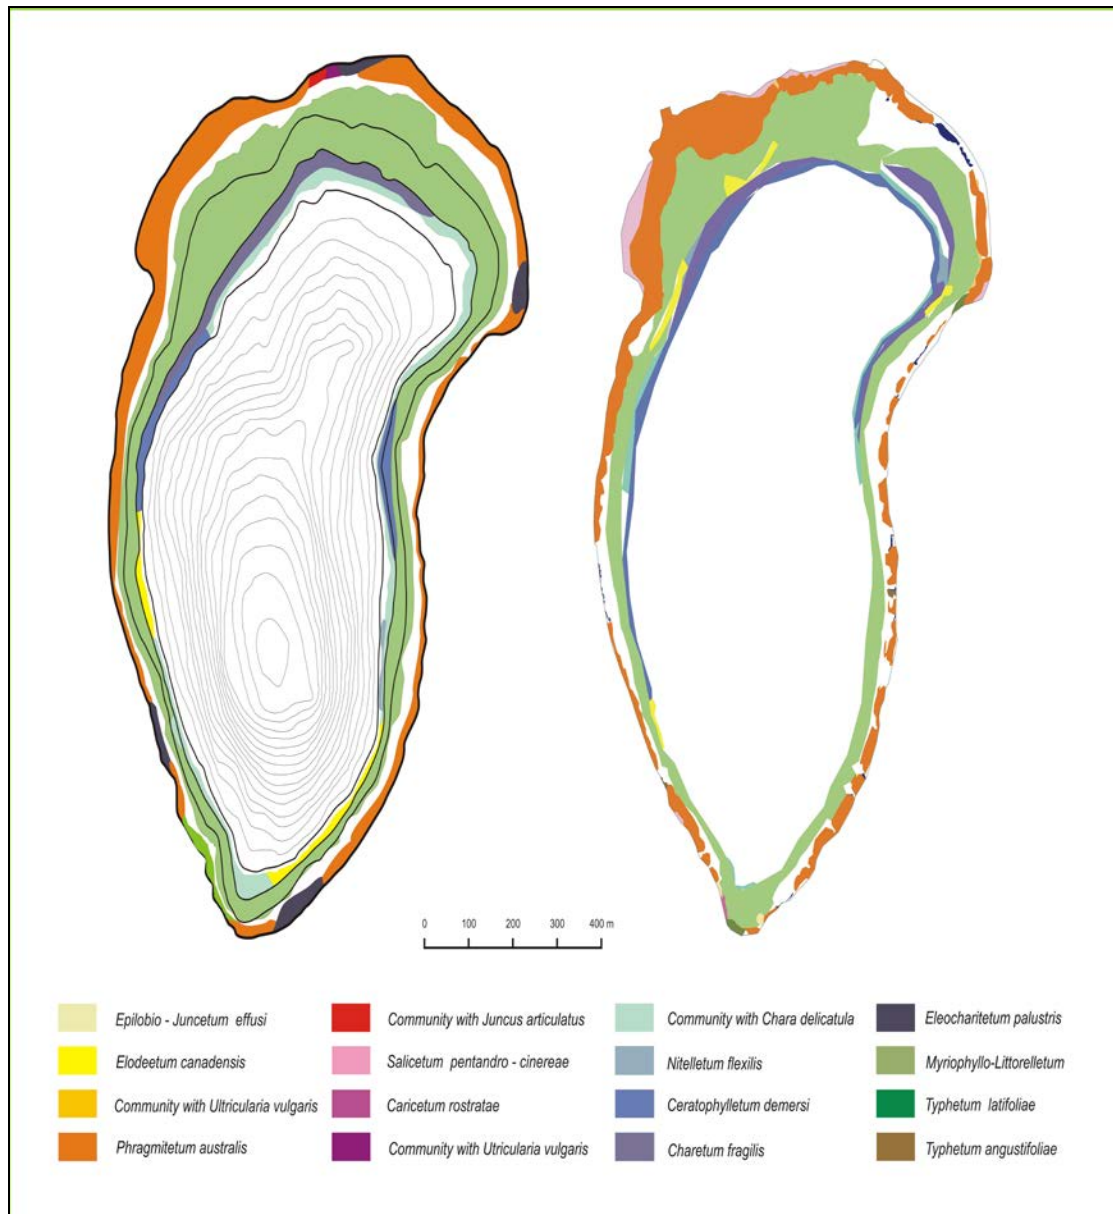 0 100 200 300 400 m
Epilobio - Juncetum effusi
Elodeetum canadensis
Community with Ultricularia vulgaris
Phragmitetum australis
Community with Juncus articulatus
Salicetum pentandro - cinereae
Caricetum rostratae
Community with Utricularia vulgaris
Community with Chara delicatula
Nitelletum flexilis
Ceratophylletum demersi
Charetum fragilis
Eleocharitetum palustris
Myriophyllo-Littorelletum
Typhetum latifoliae
Typhetum angustifoliae